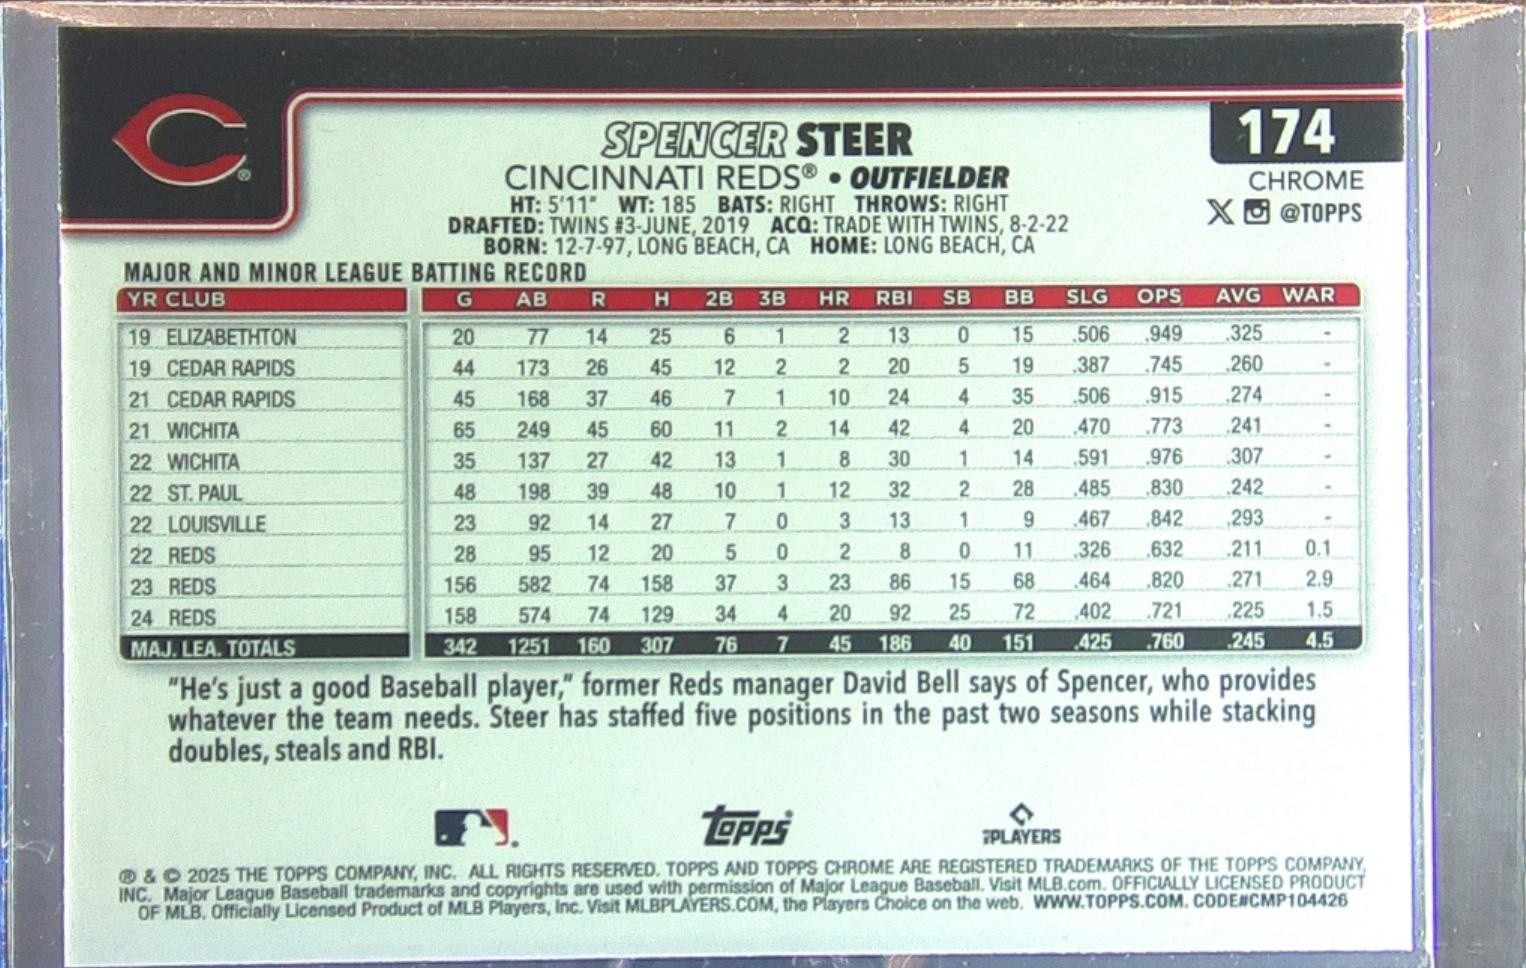 174
SPENCER STEER
CINCINNATI REDS® • OUTFIELDER
CHROME
HT: 5'11" WT: 185 BATS: RIGHT THROWS: RIGHT
X @TOPPS
DRAFTED: TWINS #3-JUNE, 2019 ACQ: TRADE WITH TWINS, 8-2-22
BORN: 12-7-97, LONG BEACH, CA HOME: LONG BEACH, CA
MAJOR AND MINOR LEAGUE BATTING RECORD
YR CLUB G AB R H 2B 3B HR RBI SB BB SLG OPS AVG WAR
19 ELIZABETHTON 20 77 14 25 6 1 2 13 0 15 .506 .949 .325 -
19 CEDAR RAPIDS 44 173 26 45 12 2 2 20 5 19 .387 .745 .260 -
21 CEDAR RAPIDS 45 168 37 46 7 1 10 24 4 35 .506 .915 .274 -
21 WICHITA 65 249 45 60 11 2 14 42 4 20 .470 .773 .241 -
22 WICHITA 35 137 27 42 13 1 8 30 1 14 .591 .976 .307 -
22 ST. PAUL 48 198 39 48 10 1 12 32 2 28 .485 .830 .242 -
22 LOUISVILLE 23 92 14 27 7 0 3 13 1 9 .467 .842 .293 -
22 REDS 28 95 12 20 5 0 2 8 0 11 .326 .632 .211 0.1
23 REDS 156 582 74 158 37 3 23 86 15 68 .464 .820 .271 2.9
24 REDS 158 574 74 129 34 4 20 92 25 72 .402 .721 .225 1.5
MAJ. LEA. TOTALS 342 1251 160 307 76 7 45 186 40 151 .425 .760 .245 4.5
"He's just a good Baseball player," former Reds manager David Bell says of Spencer, who provides
whatever the team needs. Steer has staffed five positions in the past two seasons while stacking
doubles, steals and RBI.
Topps
PLAYERS
® & © 2025 THE TOPPS COMPANY, INC. ALL RIGHTS RESERVED. TOPPS AND TOPPS CHROME ARE REGISTERED TRADEMARKS OF THE TOPPS COMPANY,
INC. Major League Baseball trademarks and copyrights are used with permission of Major League Baseball. Visit MLB.com. OFFICIALLY LICENSED PRODUCT
OF MLB. Officially Licensed Product of MLB Players, Inc. Visit MLBPLAYERS.COM, the Players Choice on the web. WWW.TOPPS.COM. CODE#CMP104426